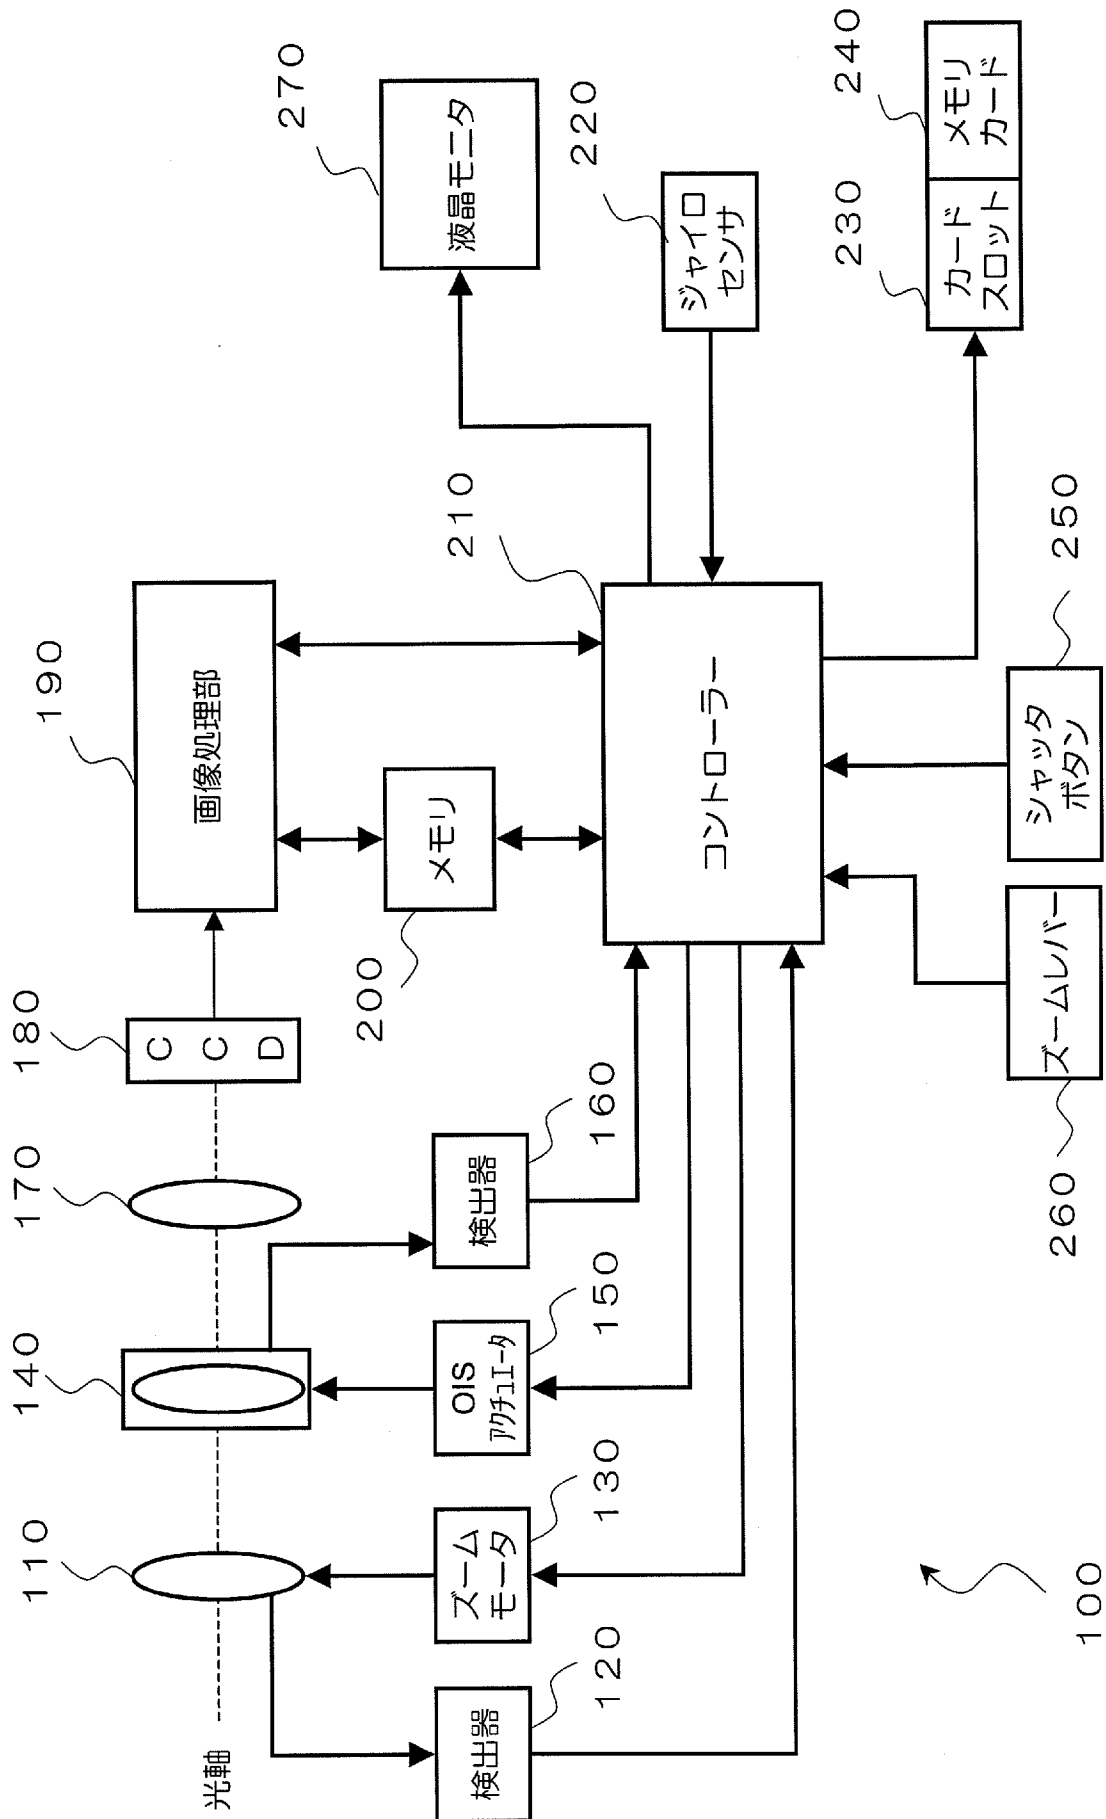 光軸
110
140
170
180
CCD
190
画像処理部
270
液晶モニタ
120
検出器
130
ズーム
モータ
150
OIS
アクチュエータ
160
検出器
200
メモリ
210
コントローラー
220
ジャイロ
センサ
230
カード
スロット
240
メモリ
カード
260
ズームレバー
250
シャッタ
ボタン
100